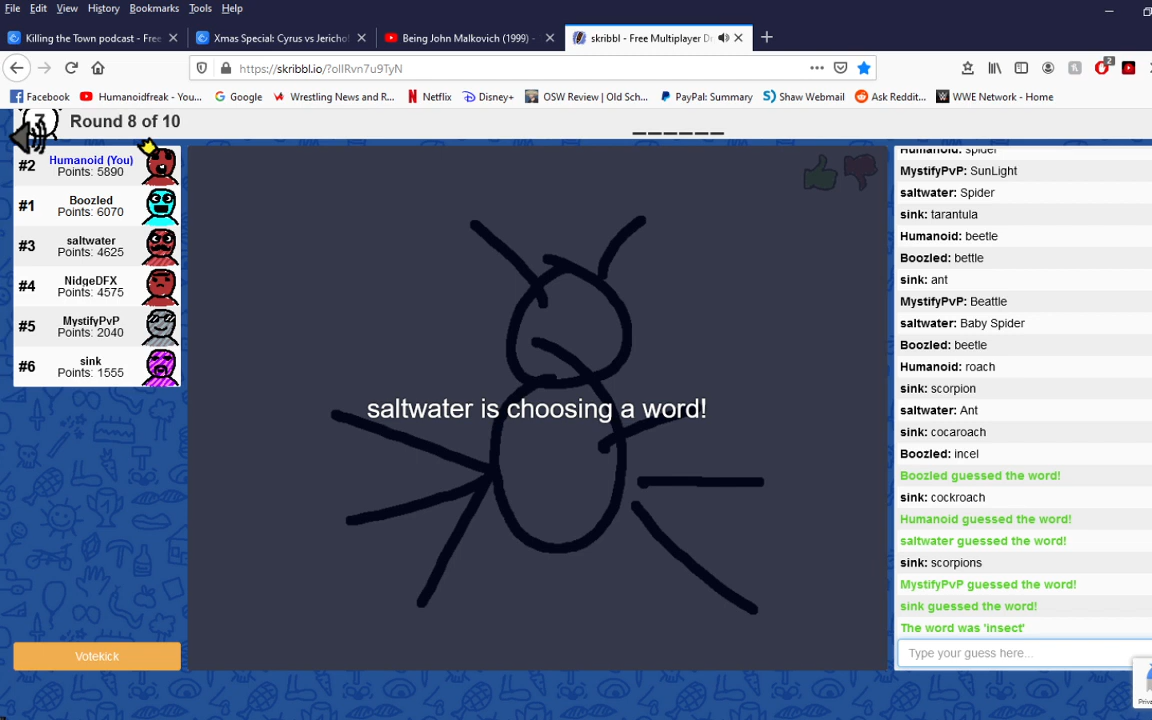 File Edit View History Bookmarks Tools Help
Killing the Town podcast - Free
Xmas Special: Cyrus vs Jericho!
Being John Malkovich (1999) -
skribbl - Free Multiplayer Dr
https://skribbl.io/?olIRvn7u9TyN
2
Facebook Humanoidfreak - You... Google Wrestling News and R... Netflix Disney+ OSW Review | Old Sch... PayPal: Summary Shaw Webmail Ask Reddit... WWE Network - Home
Round 8 of 10
______
#2 Humanoid (You)
Points: 5890
#1 Boozled
Points: 6070
#3 saltwater
Points: 4625
#4 NidgeDFX
Points: 4575
#5 MystifyPvP
Points: 2040
#6 sink
Points: 1555
Votekick
saltwater is choosing a word!
Humanoid: spider
MystifyPvP: SunLight
saltwater: Spider
sink: tarantula
Humanoid: beetle
Boozled: bettle
sink: ant
MystifyPvP: Beattle
saltwater: Baby Spider
Boozled: beetle
Humanoid: roach
sink: scorpion
saltwater: Ant
sink: cocaroach
Boozled: incel
Boozled guessed the word!
sink: cockroach
Humanoid guessed the word!
saltwater guessed the word!
sink: scorpions
MystifyPvP guessed the word!
sink guessed the word!
The word was 'insect'
Type your guess here...